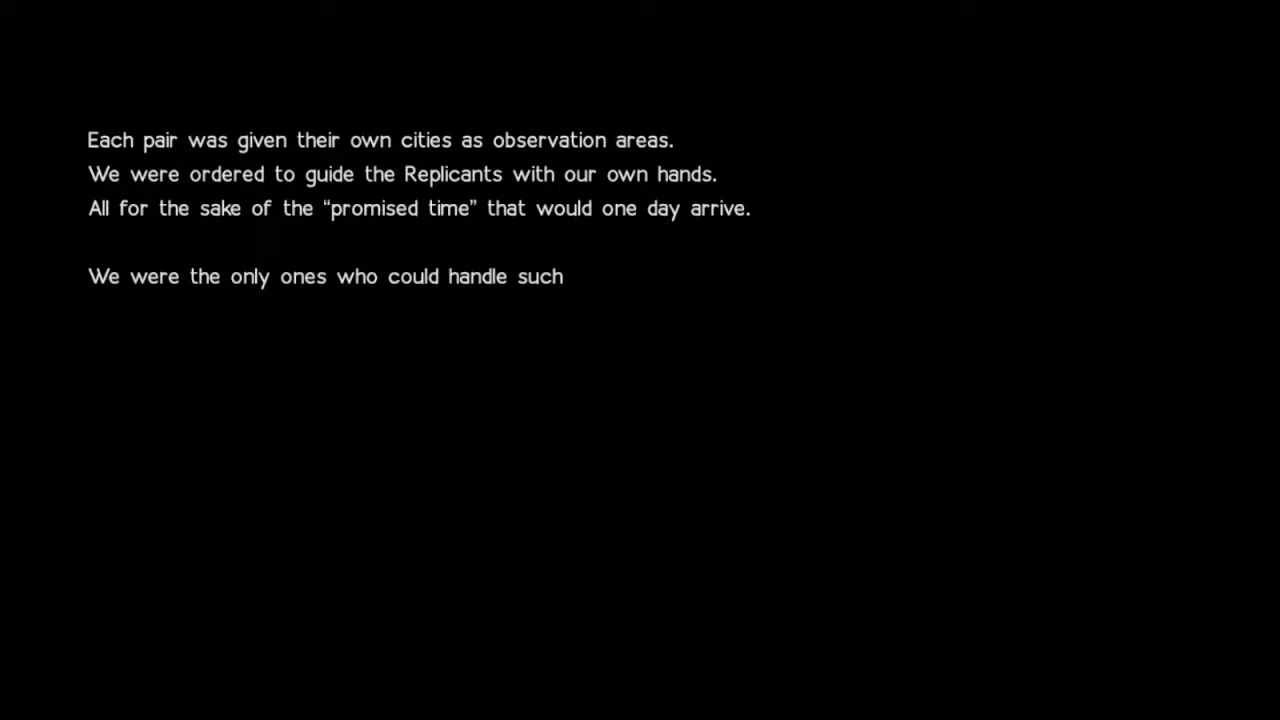 Each pair was given their own cities as observation areas.
We were ordered to guide the Replicants with our own hands.
All for the sake of the “promised time” that would one day arrive.
We were the only ones who could handle such